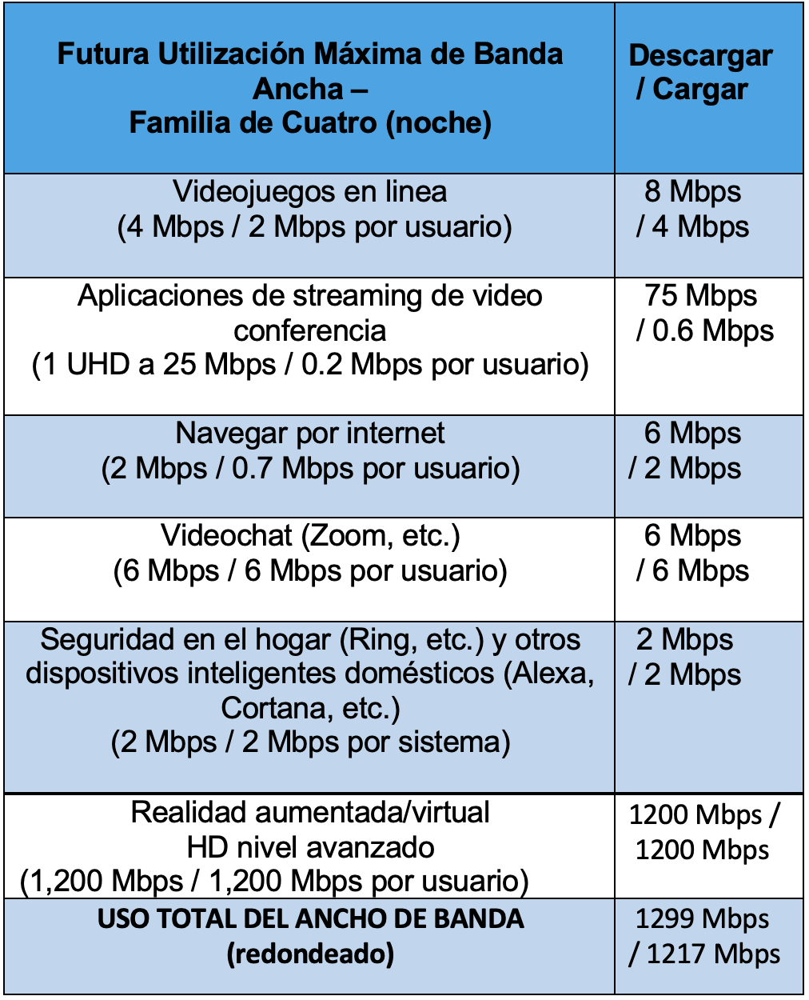 Futura Utilización Máxima de Banda
Ancha –
Familia de Cuatro (noche)
Descargar
/ Cargar
Videojuegos en linea
(4 Mbps / 2 Mbps por usuario)
8 Mbps
/ 4 Mbps
Aplicaciones de streaming de video
conferencia
(1 UHD a 25 Mbps / 0.2 Mbps por usuario)
75 Mbps
/ 0.6 Mbps
Navegar por internet
(2 Mbps / 0.7 Mbps por usuario)
6 Mbps
/ 2 Mbps
Videochat (Zoom, etc.)
(6 Mbps / 6 Mbps por usuario)
6 Mbps
/ 6 Mbps
Seguridad en el hogar (Ring, etc.) y otros
dispositivos inteligentes domésticos (Alexa,
Cortana, etc.)
(2 Mbps / 2 Mbps por sistema)
2 Mbps
/ 2 Mbps
Realidad aumentada/virtual
HD nivel avanzado
(1,200 Mbps / 1,200 Mbps por usuario)
1200 Mbps /
1200 Mbps
USO TOTAL DEL ANCHO DE BANDA
(redondeado)
1299 Mbps
/ 1217 Mbps